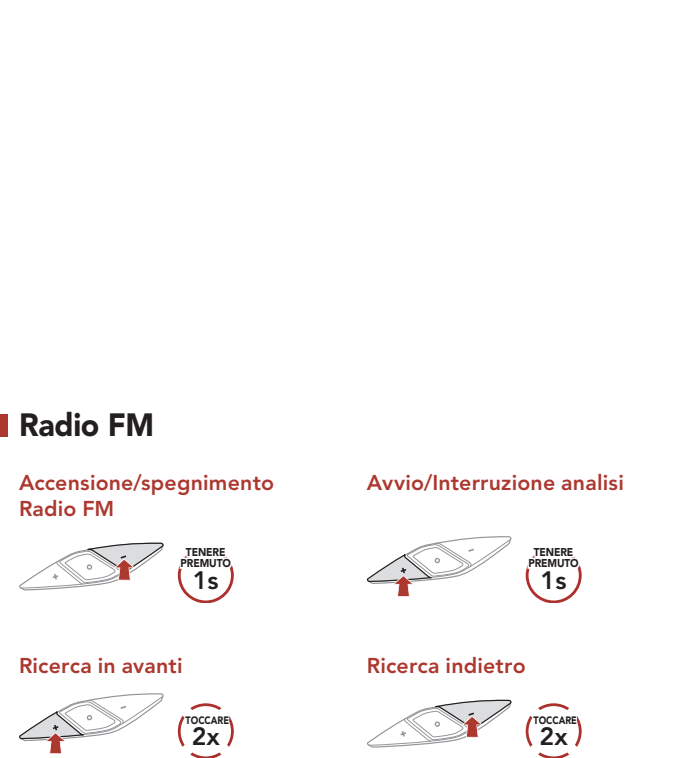 Radio FM
Accensione/spegnimento
Radio FM
TENERE
PREMUTO
1s
Avvio/Interruzione analisi
TENERE
PREMUTO
1s
Ricerca in avanti
TOCCARE
2x
Ricerca indietro
TOCCARE
2x